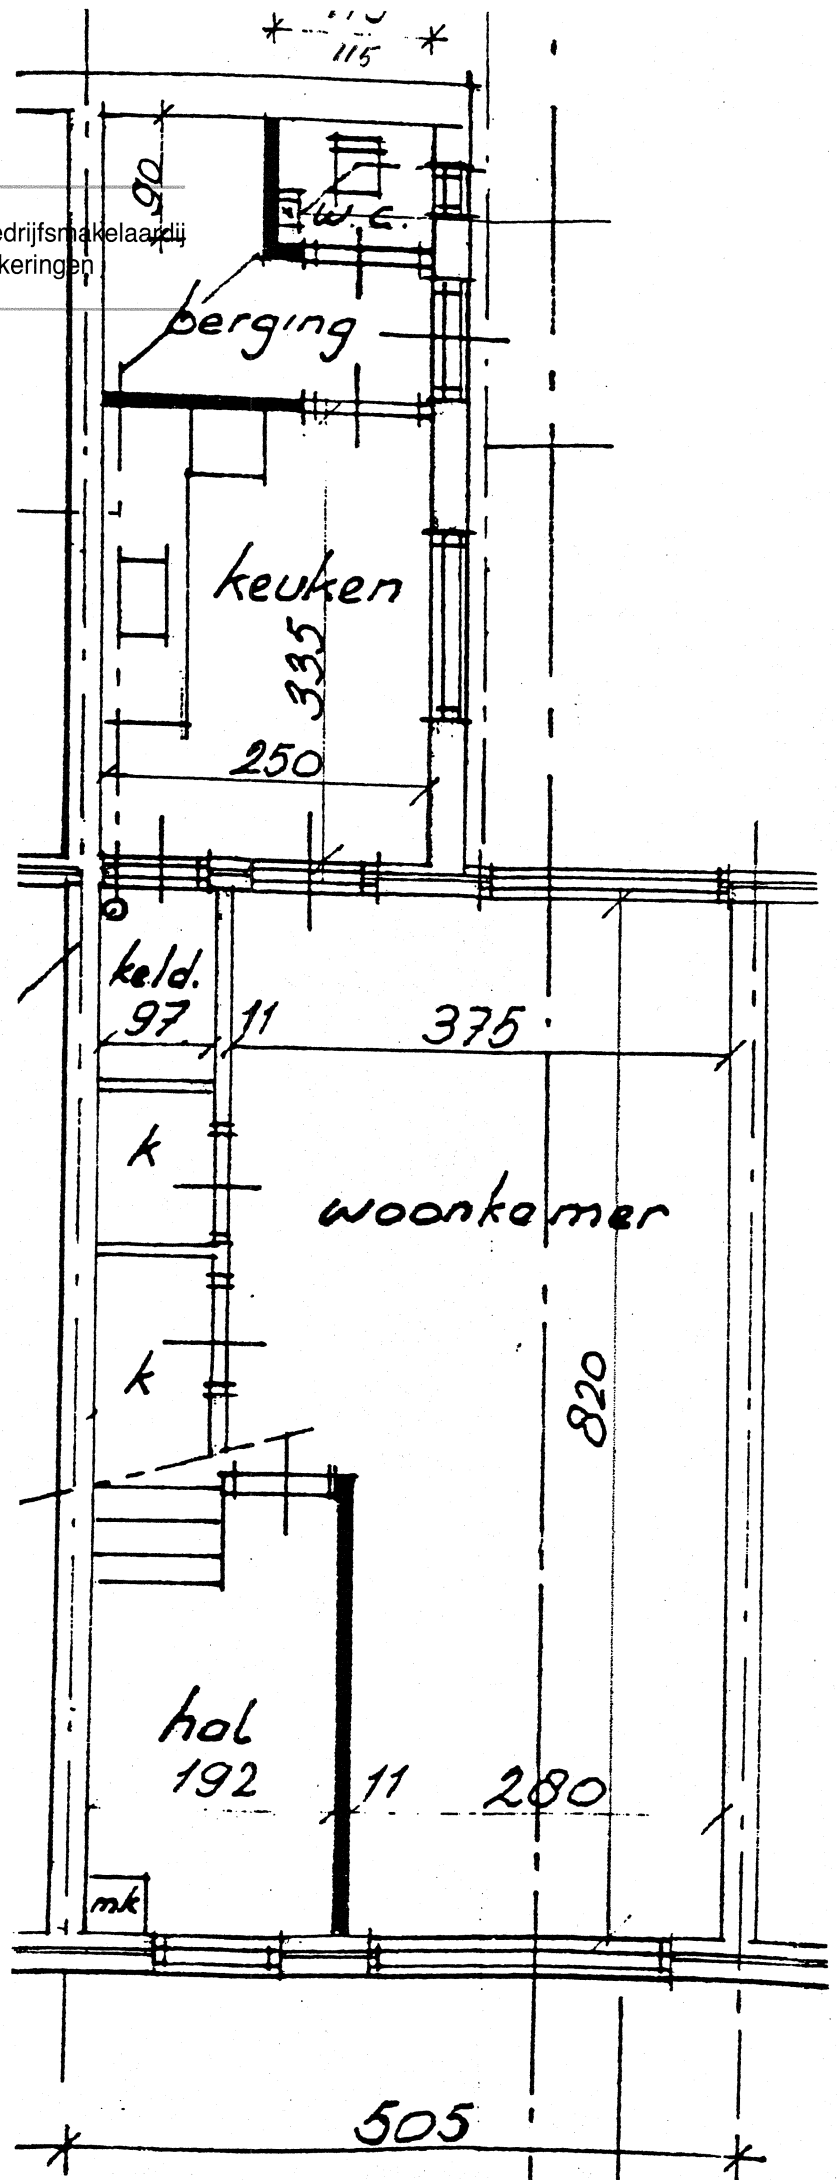 115
90
edrijfsmakelaardij
keringen
w.c.
berging
keuken
335
250
keld.
97 11 375
k
woonkamer
k
820
hal
192 11 280
mk
505